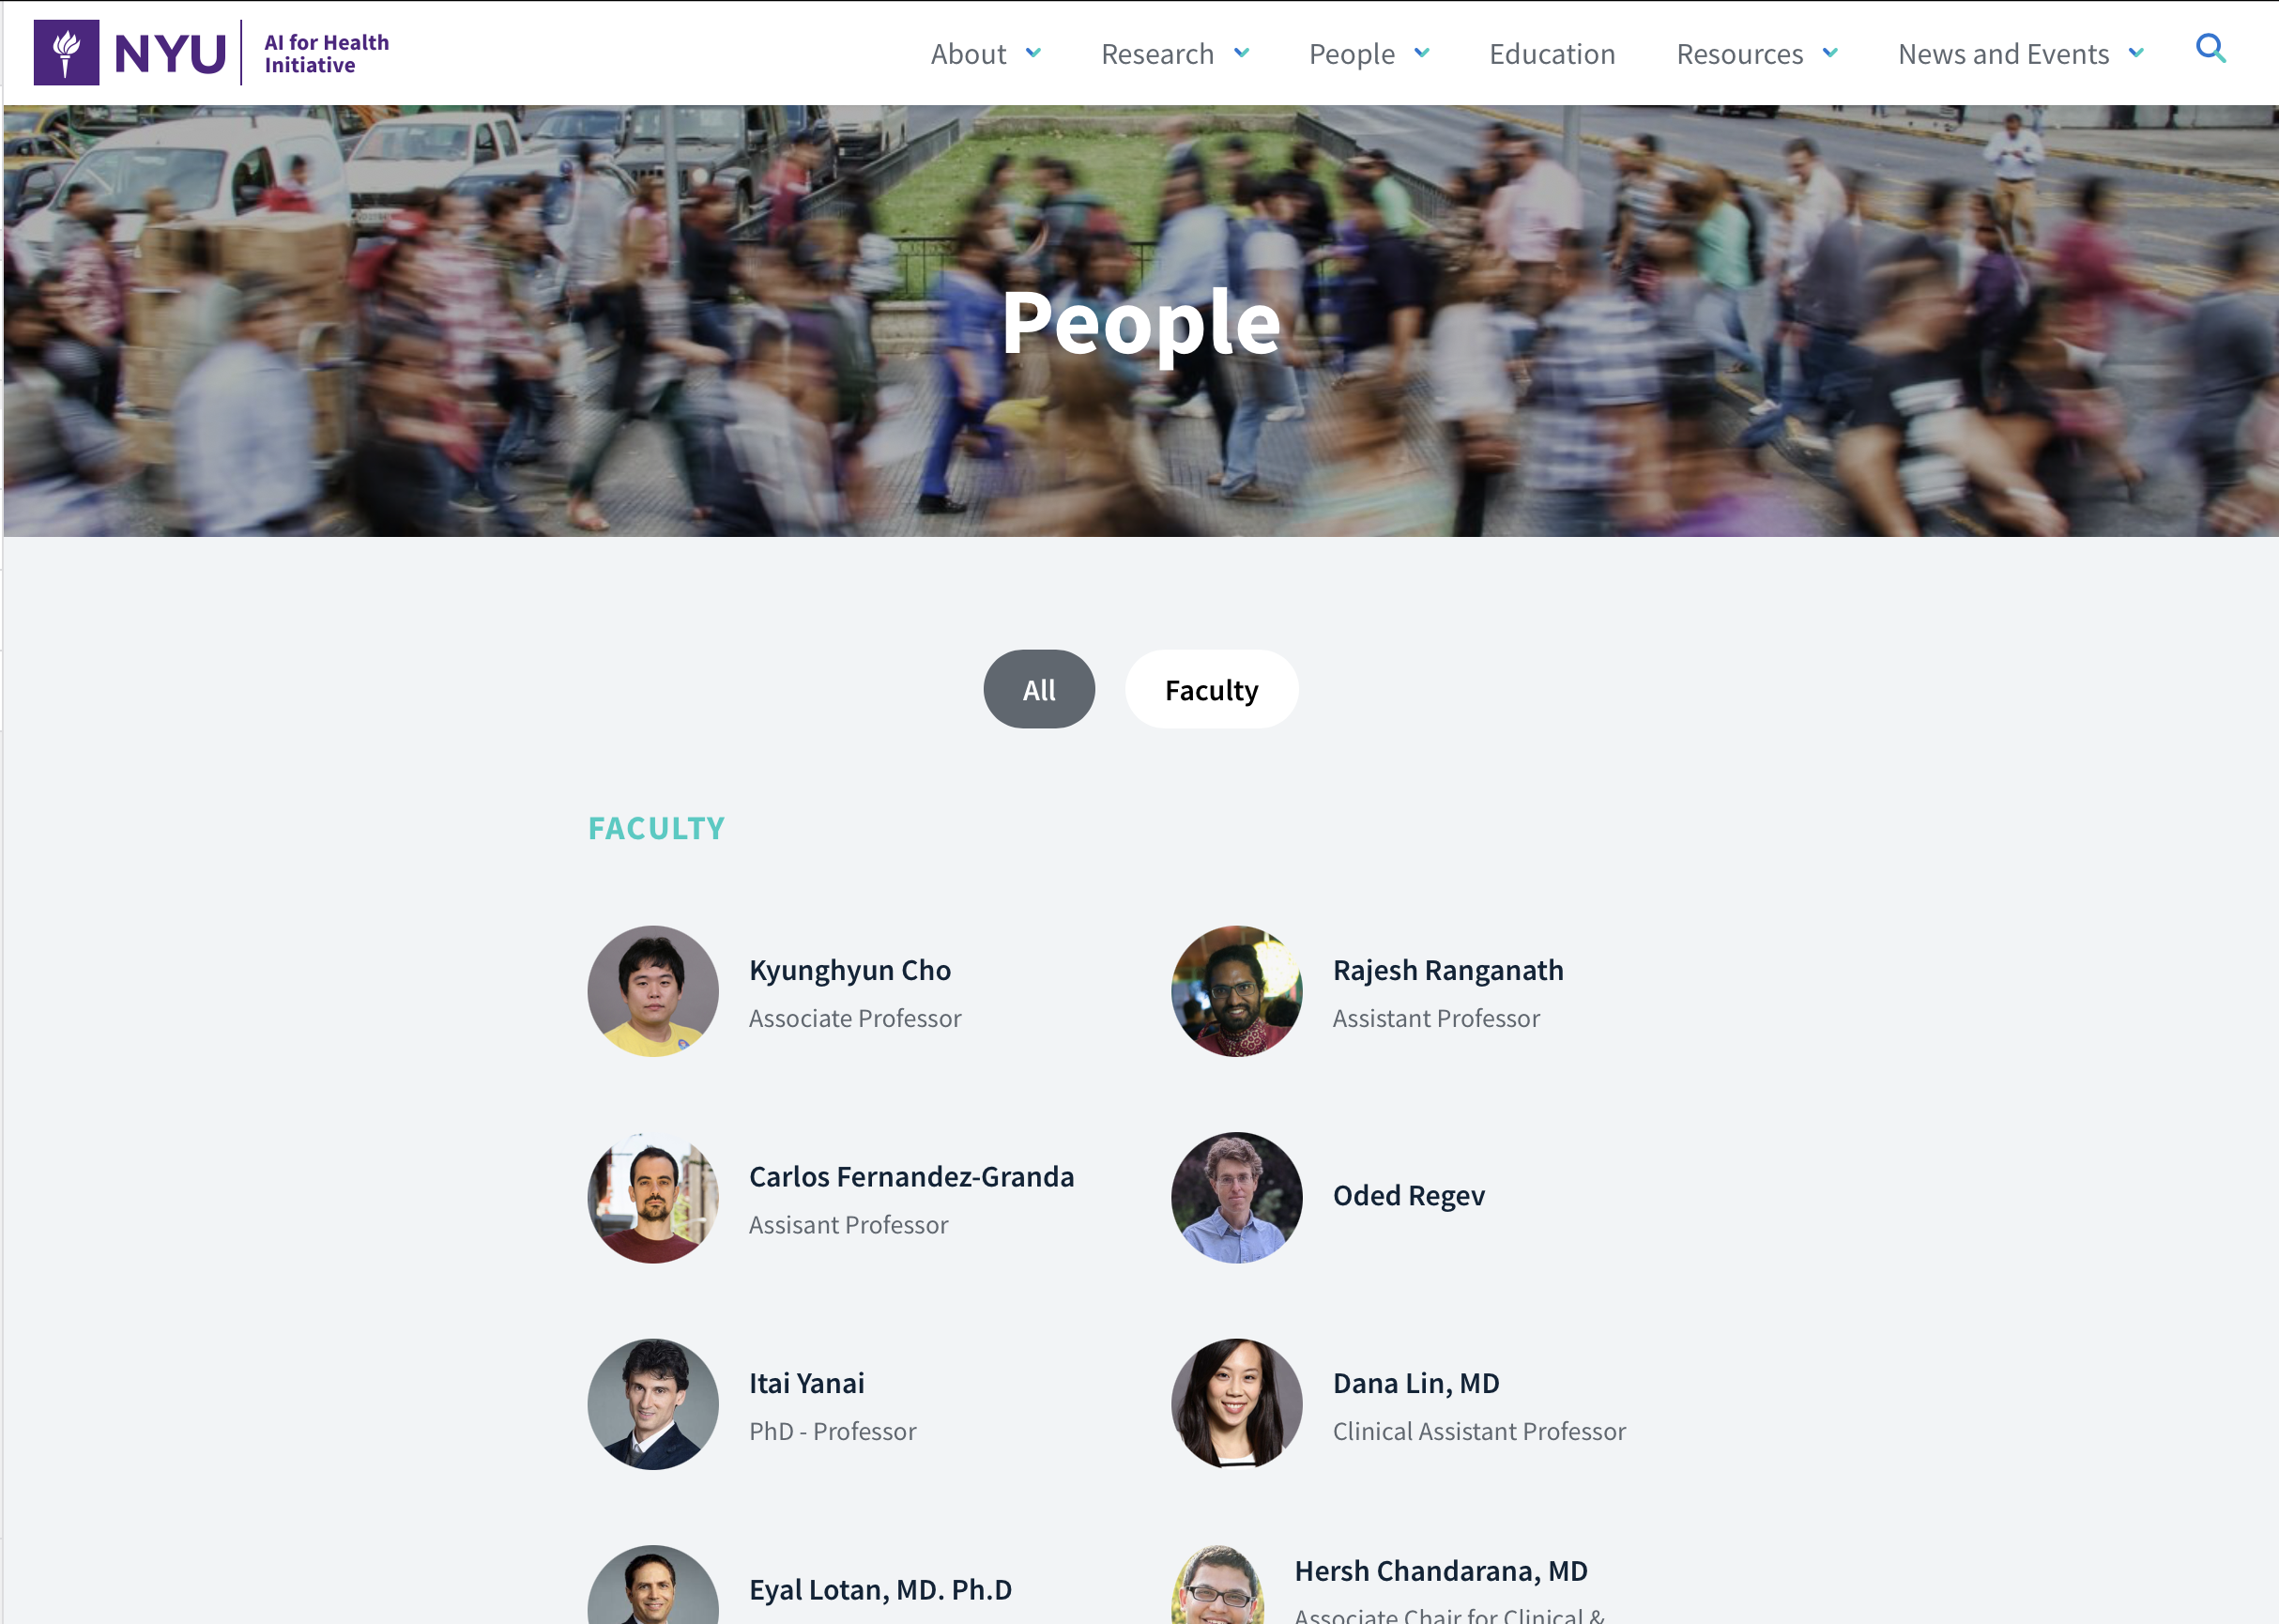 NYU
AI for Health
Initiative
About
Research
People
Education
Resources
News and Events
People
All
Faculty
FACULTY
Kyunghyun Cho
Associate Professor
Rajesh Ranganath
Assistant Professor
Carlos Fernandez-Granda
Assisant Professor
Oded Regev
Itai Yanai
PhD - Professor
Dana Lin, MD
Clinical Assistant Professor
Eyal Lotan, MD. Ph.D
Hersh Chandarana, MD
Associate Chair for Clinical &